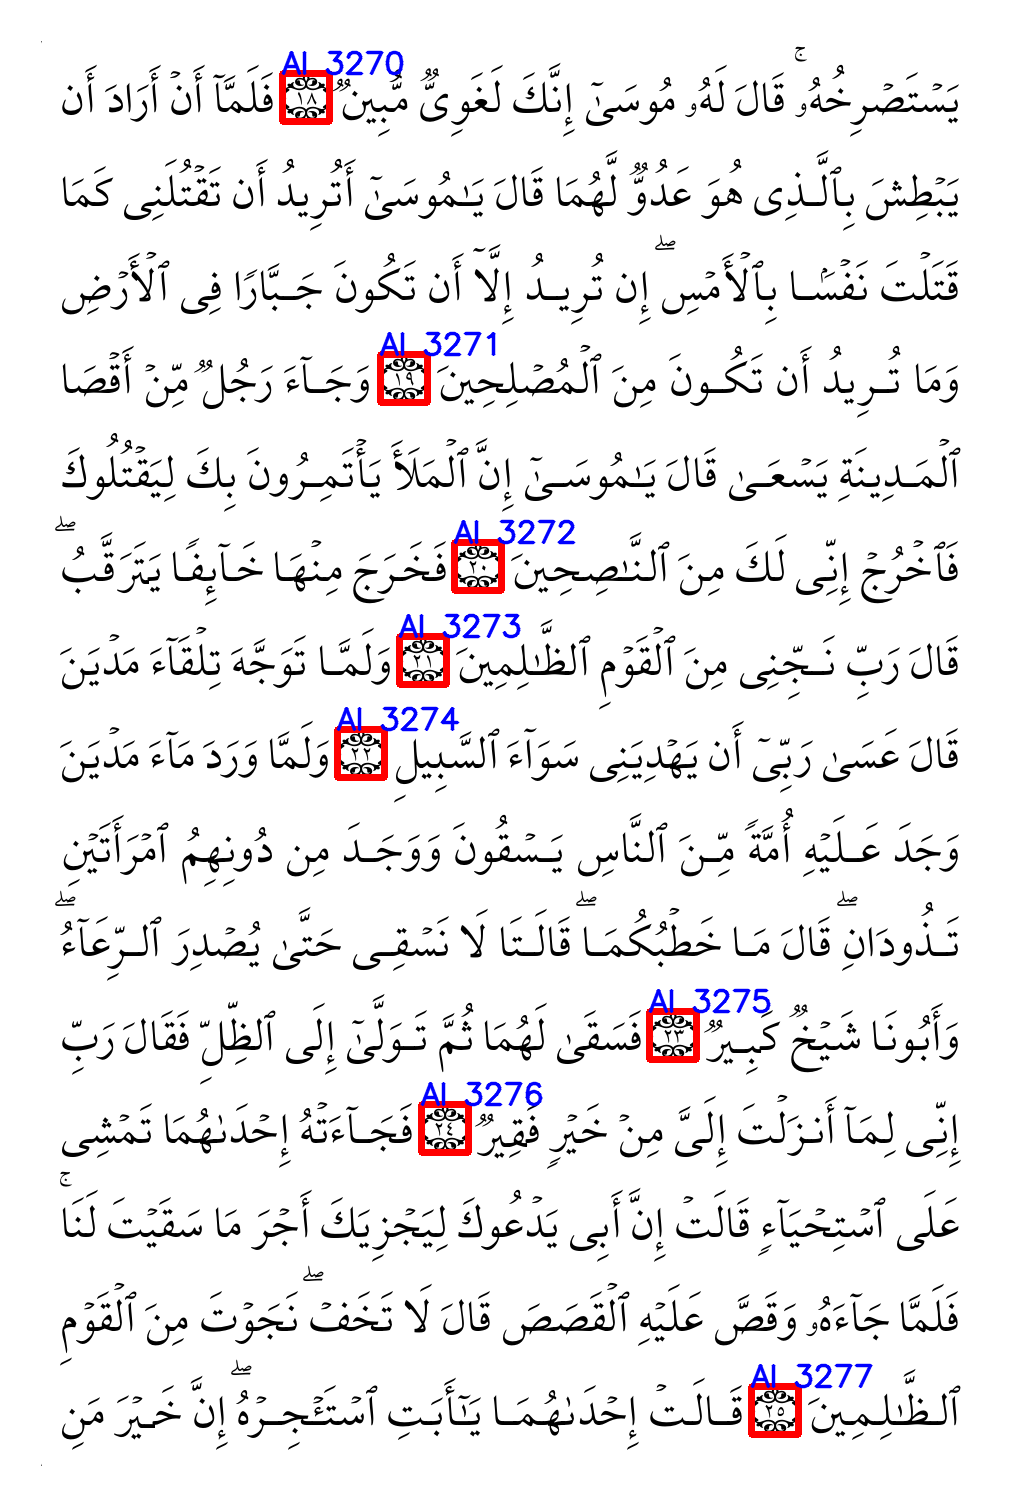 يَسۡتَصۡرِخُهُۥۚ قَالَ لَهُۥ مُوسَىٰٓ إِنَّكَ لَغَوِىٌّ مُّبِينٌ ١٨ AI_3270 فَلَمَّآ أَنۡ أَرَادَ أَن
يَبۡطِشَ بِٱلَّذِى هُوَ عَدُوٌّ لَّهُمَا قَالَ يَـٰمُوسَىٰٓ أَتُرِيدُ أَن تَقۡتُلَنِى كَمَا
قَتَلۡتَ نَفۡسَۢا بِٱلۡأَمۡسِۖ إِن تُرِيدُ إِلَّآ أَن تَكُونَ جَبَّارًا فِى ٱلۡأَرۡضِ
وَمَا تُرِيدُ أَن تَكُونَ مِنَ ٱلۡمُصۡلِحِينَ ١٩ AI_3271 وَجَآءَ رَجُلٌ مِّنۡ أَقۡصَا
ٱلۡمَدِينَةِ يَسۡعَىٰ قَالَ يَـٰمُوسَىٰٓ إِنَّ ٱلۡمَلَأَ يَأۡتَمِرُونَ بِكَ لِيَقۡتُلُوكَ
فَٱخۡرُجۡ إِنِّى لَكَ مِنَ ٱلنَّـٰصِحِينَ ٢٠ AI_3272 فَخَرَجَ مِنۡهَا خَآئِفًا يَتَرَقَّبُۖ
قَالَ رَبِّ نَجِّنِى مِنَ ٱلۡقَوۡمِ ٱلظَّـٰلِمِينَ ٢١ AI_3273 وَلَمَّا تَوَجَّهَ تِلۡقَآءَ مَدۡيَنَ
قَالَ عَسَىٰ رَبِّىٓ أَن يَهۡدِيَنِى سَوَآءَ ٱلسَّبِيلِ ٢٢ AI_3274 وَلَمَّا وَرَدَ مَآءَ مَدۡيَنَ
وَجَدَ عَلَيۡهِ أُمَّةً مِّنَ ٱلنَّاسِ يَسۡقُونَ وَوَجَدَ مِن دُونِهِمُ ٱمۡرَأَتَيۡنِ
تَذُودَانِۖ قَالَ مَا خَطۡبُكُمَاۖ قَالَتَا لَا نَسۡقِى حَتَّىٰ يُصۡدِرَ ٱلرِّعَآءُۖ
وَأَبُونَا شَيۡخٌ كَبِيرٌ ٢٣ AI_3275 فَسَقَىٰ لَهُمَا ثُمَّ تَوَلَّىٰٓ إِلَى ٱلظِّلِّ فَقَالَ رَبِّ
إِنِّى لِمَآ أَنزَلۡتَ إِلَىَّ مِنۡ خَيۡرٍ فَقِيرٌ ٢٤ AI_3276 فَجَآءَتۡهُ إِحۡدَىٰهُمَا تَمۡشِى
عَلَى ٱسۡتِحۡيَآءٍ قَالَتۡ إِنَّ أَبِى يَدۡعُوكَ لِيَجۡزِيَكَ أَجۡرَ مَا سَقَيۡتَ لَنَاۚ
فَلَمَّا جَآءَهُۥ وَقَصَّ عَلَيۡهِ ٱلۡقَصَصَ قَالَ لَا تَخَفۡۖ نَجَوۡتَ مِنَ ٱلۡقَوۡمِ
ٱلظَّـٰلِمِينَ ٢٥ AI_3277 قَالَتۡ إِحۡدَىٰهُمَا يَـٰٓأَبَتِ ٱسۡتَـٔۡجِرۡهُۖ إِنَّ خَيۡرَ مَنِ